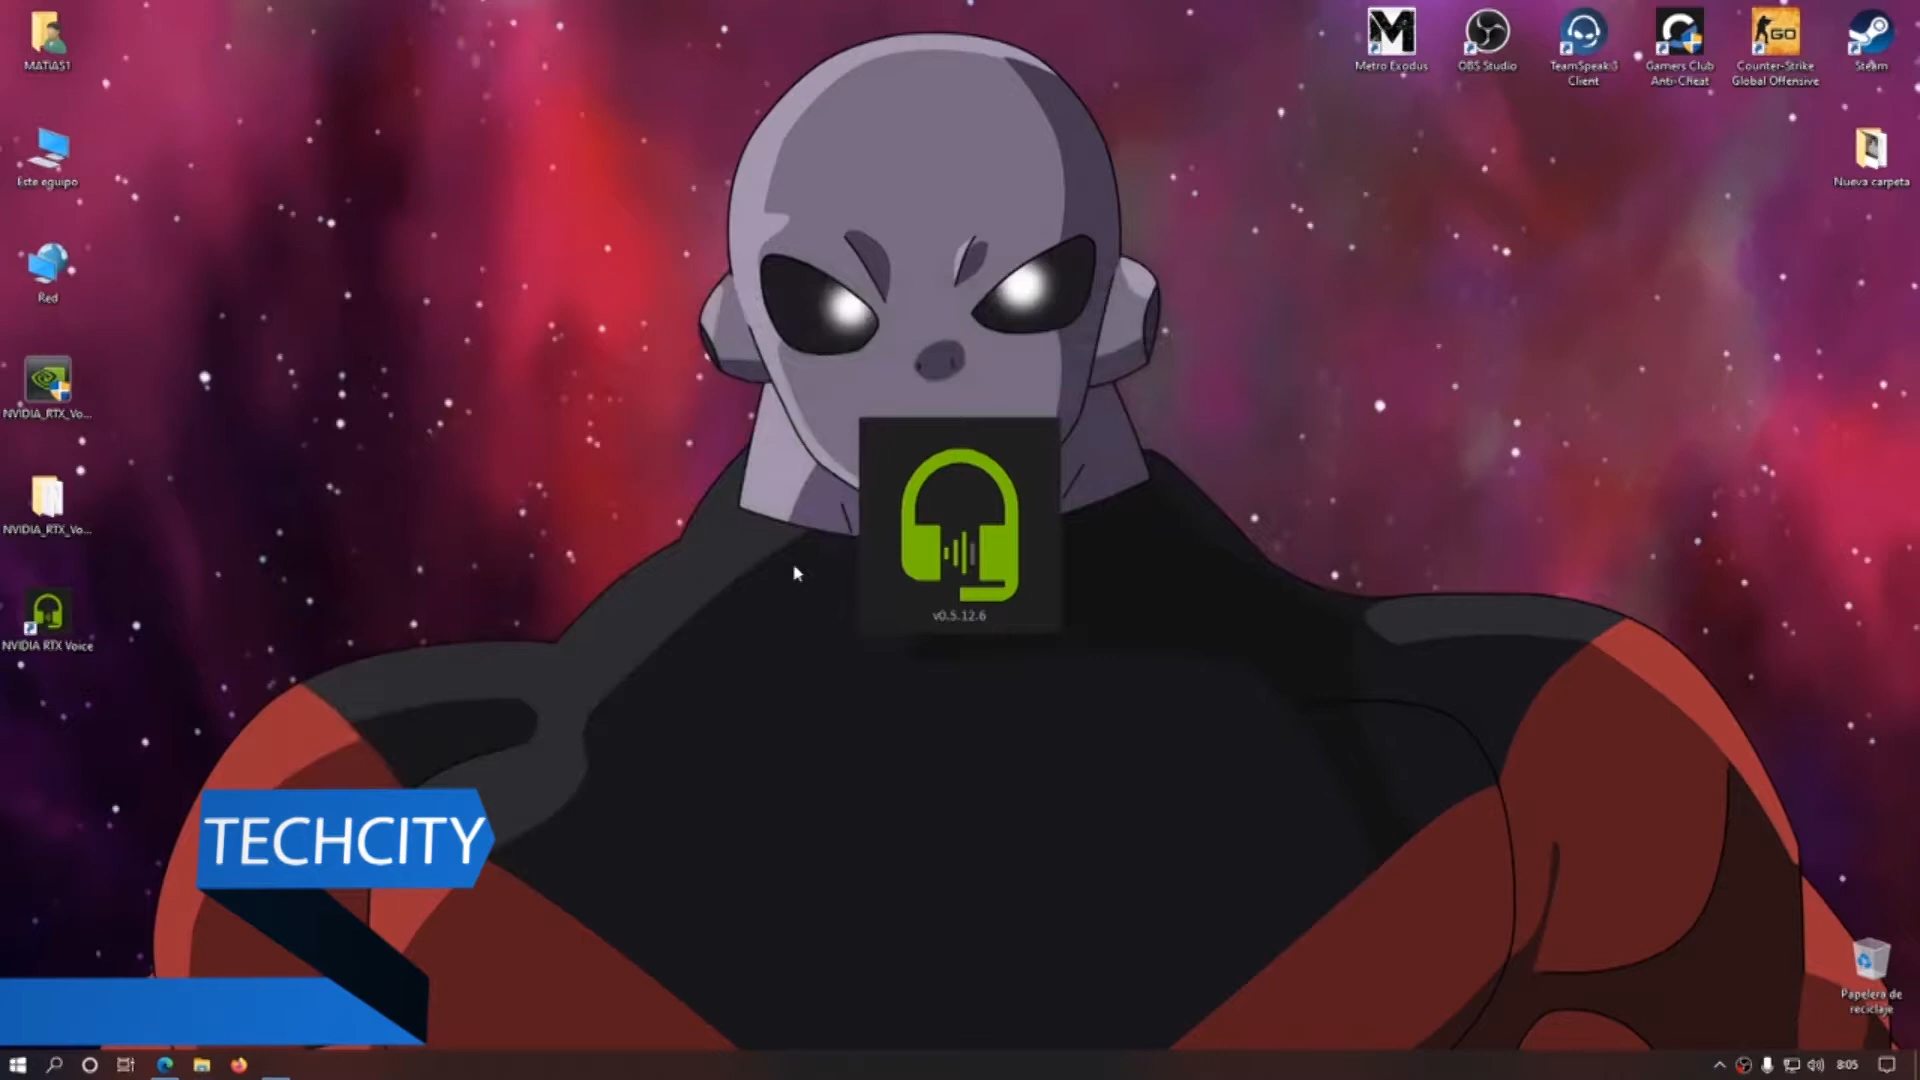 MATIAS1
Este equipo
Red
NVIDIA_RTX_Vo...
NVIDIA_RTX_Vo...
NVIDIA RTX Voice
Metro Exodus
OBS Studio
TeamSpeak 3
Client
Gamers Club
Anti-Cheat
GO
Counter-Strike
Global Offensive
Steam
Nueva carpeta
v0.5.12.6
TECHCITY
Papelera de
reciclaje
8:05